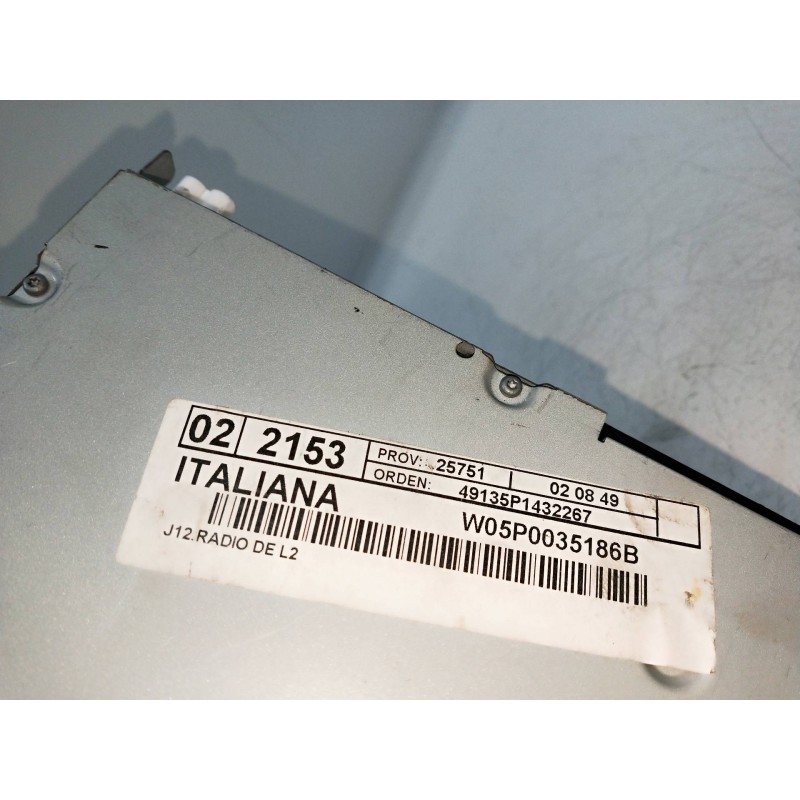 02 2153 PROV: 25751 02 08 49
ORDEN: 49135P1432267
ITALIANA W05P0035186B
J12.RADIO DE L2